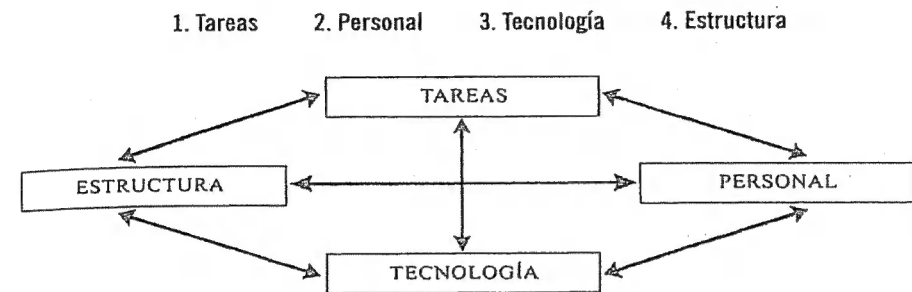 1. Tareas 2. Personal 3. Tecnología 4. Estructura
TAREAS
ESTRUCTURA PERSONAL
TECNOLOGÍA